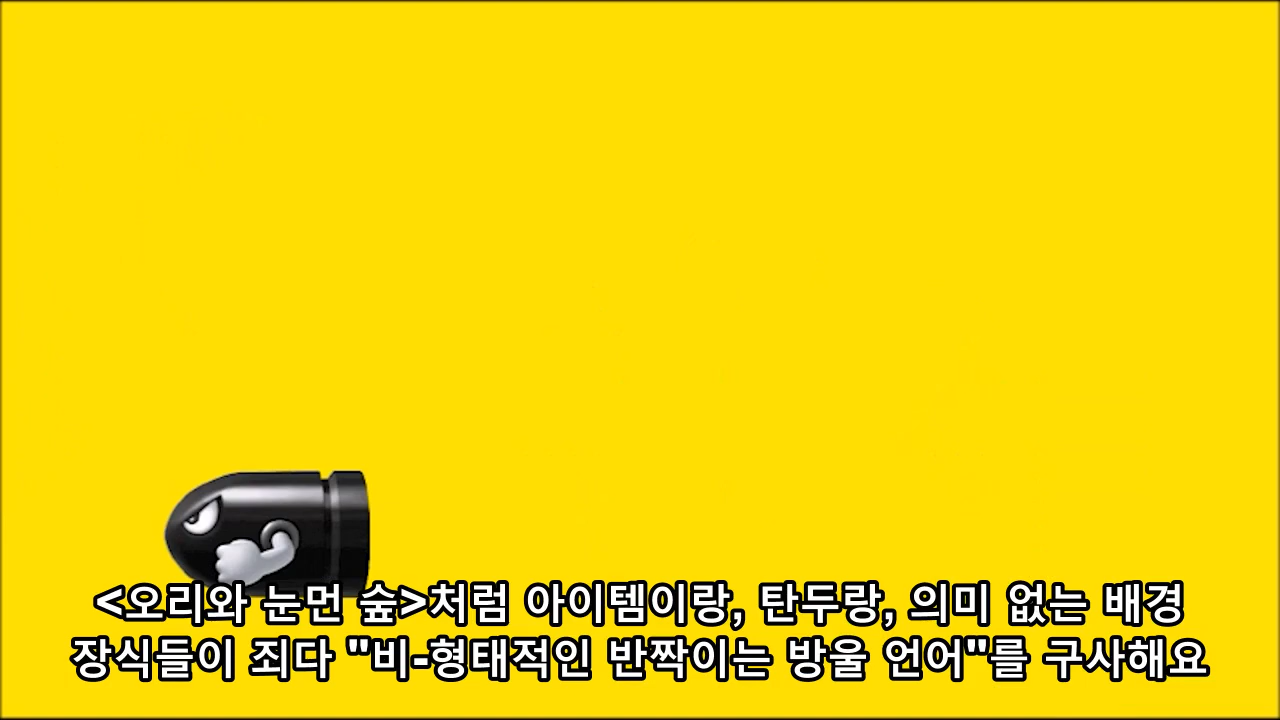 <오리와 눈먼 숲>처럼 아이템이랑, 탄두랑, 의미 없는 배경
장식들이 죄다 "비-형태적인 반짝이는 방울 언어"를 구사해요